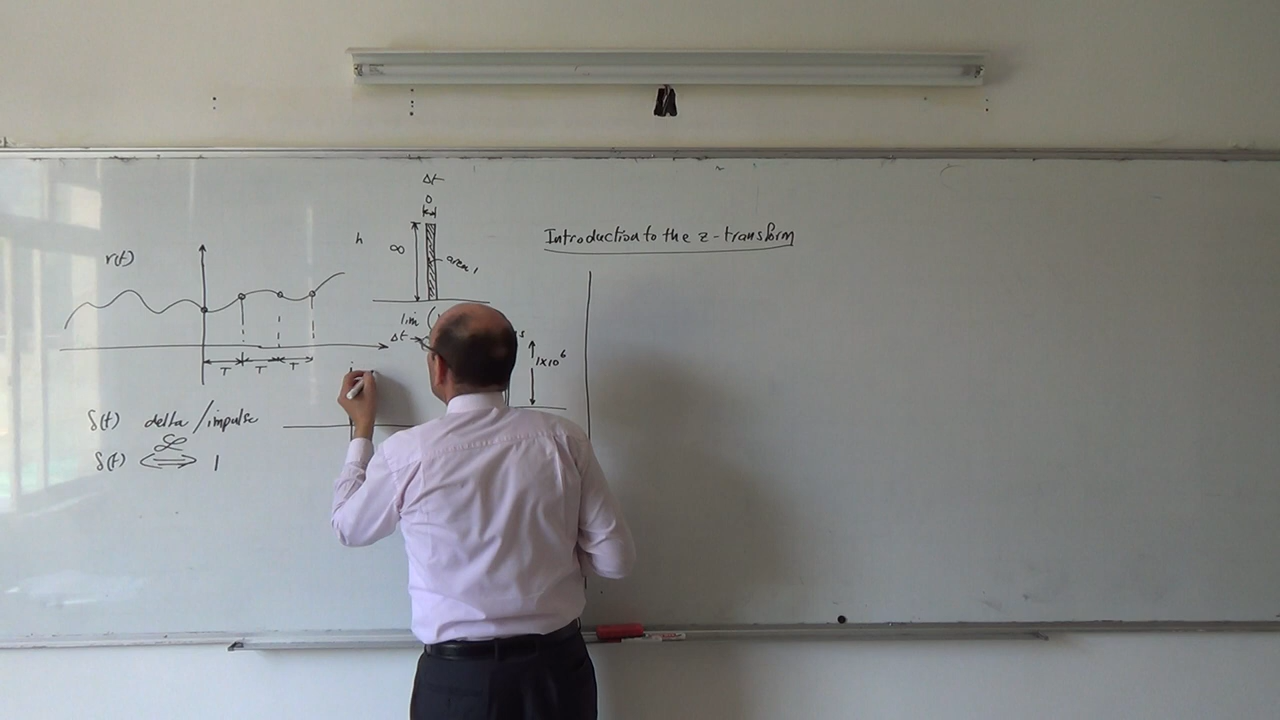 Introduction to the z-transform
Δt
0
∞
h
area 1
r(t)
lim (
Δt →
1x10⁶
T T T
δ(t) delta/impulse
δ(t) ⟺ 1
ℒ